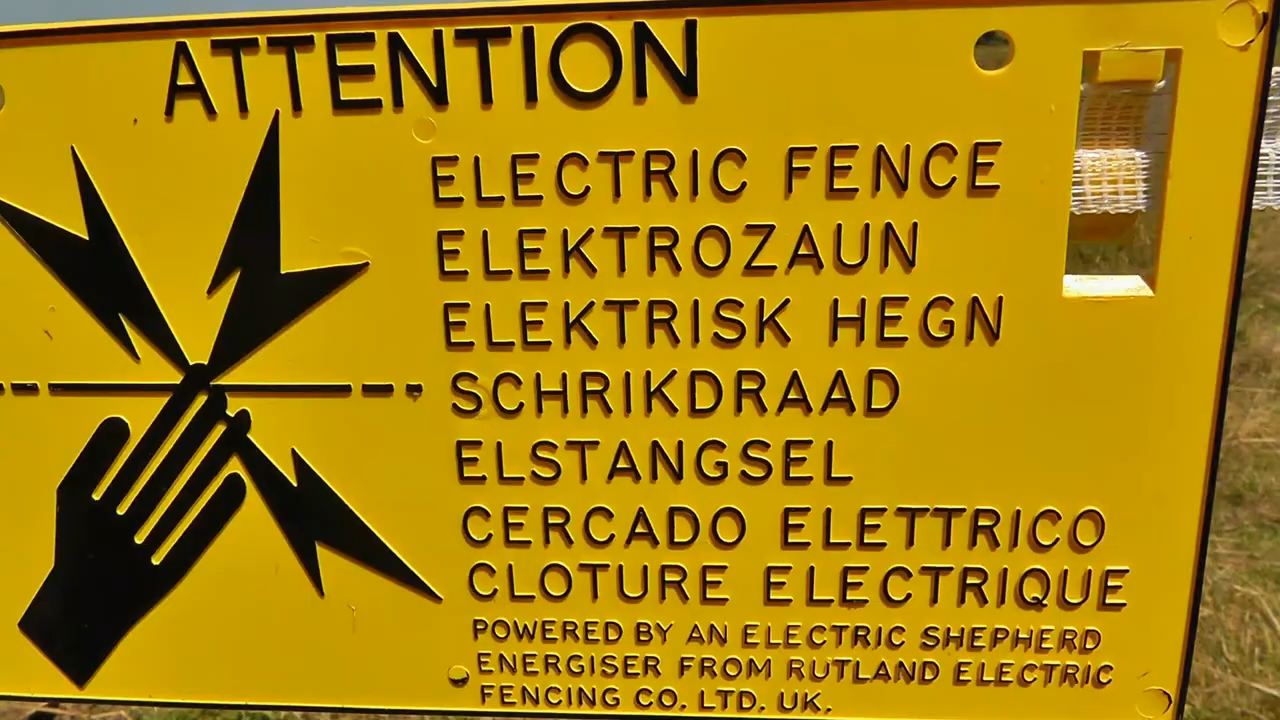 ATTENTION
ELECTRIC FENCE
ELEKTROZAUN
ELEKTRISK HEGN
SCHRIKDRAAD
ELSTANGSEL
CERCADO ELETTRICO
CLOTURE ELECTRIQUE
POWERED BY AN ELECTRIC SHEPHERD
ENERGISER FROM RUTLAND ELECTRIC
FENCING CO. LTD. UK.